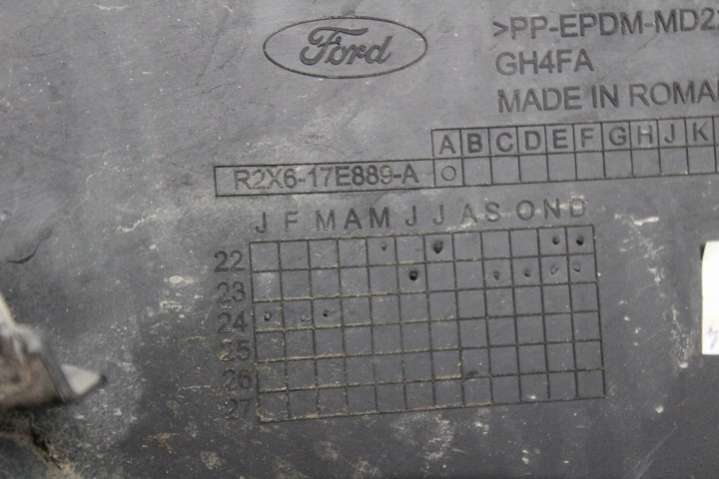 Ford
>PP-EPDM-MD2
GH4FA
MADE IN ROMA
A B C D E F G H J K
R2X6-17E889-A
J F M A M J J A S O N D
22
23
24
25
26
27